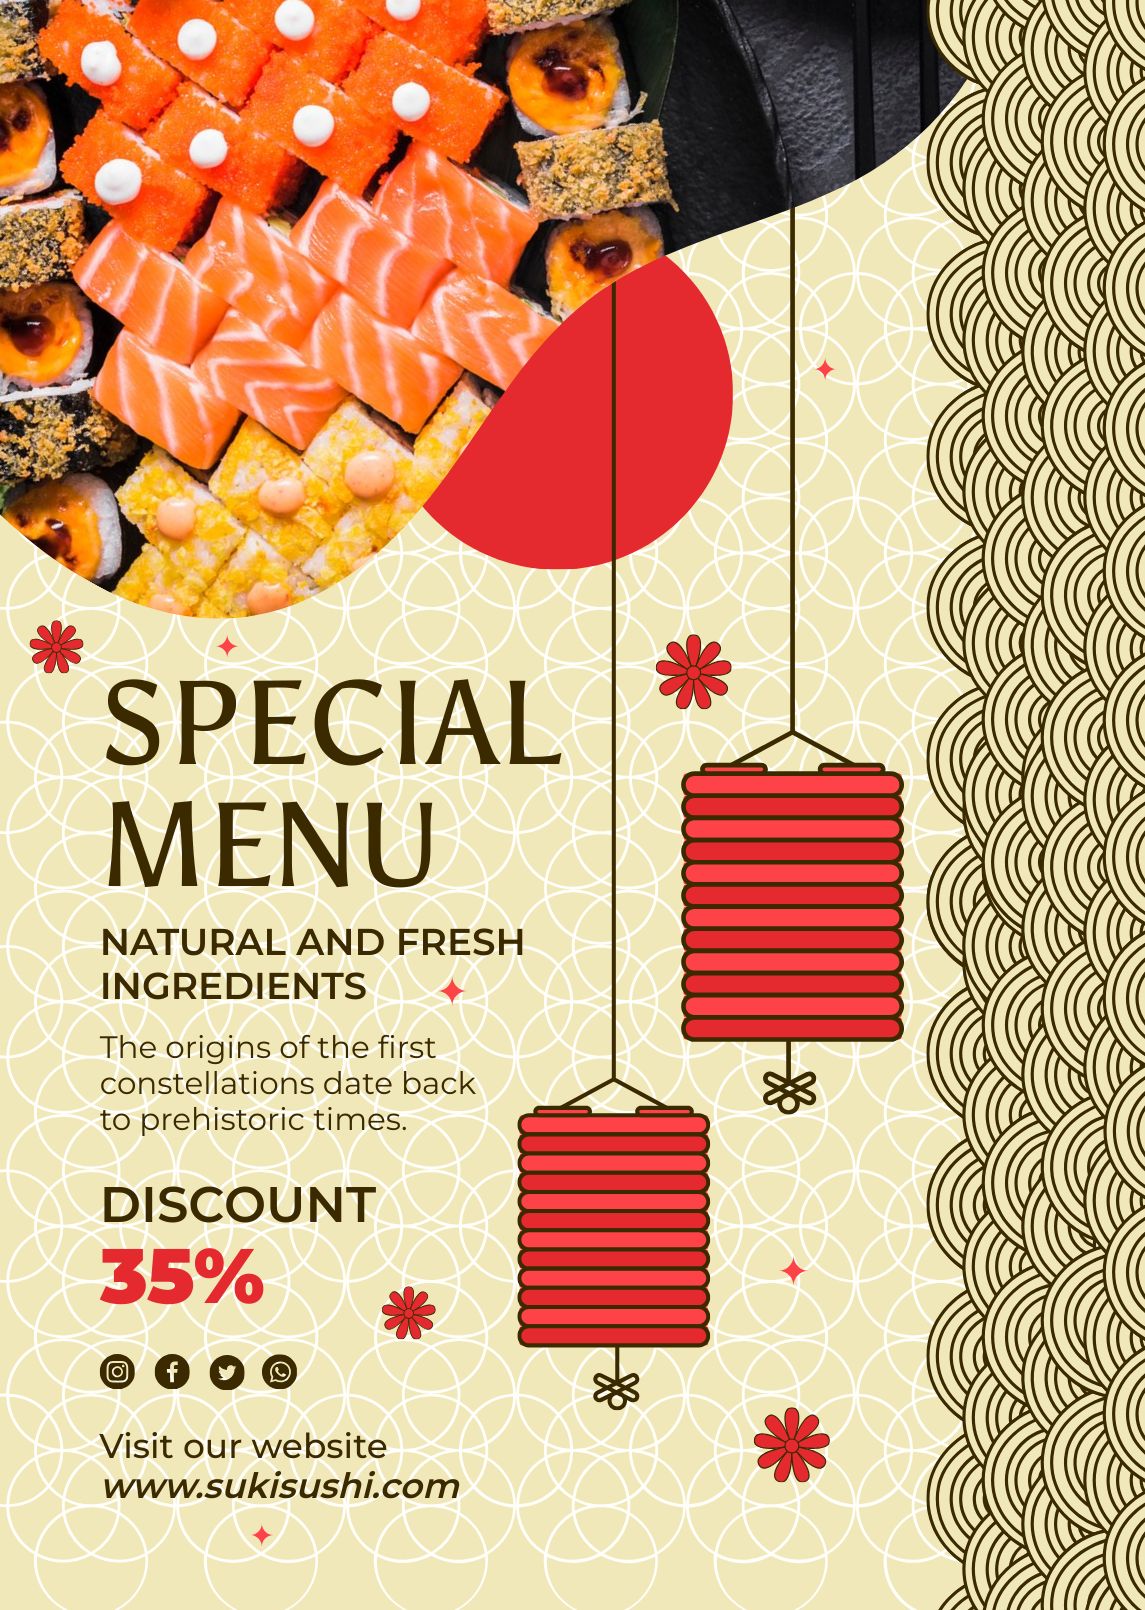 SPECIAL
MENU
NATURAL AND FRESH
INGREDIENTS
The origins of the first
constellations date back
to prehistoric times.
DISCOUNT
35%
Visit our website
www.sukisushi.com